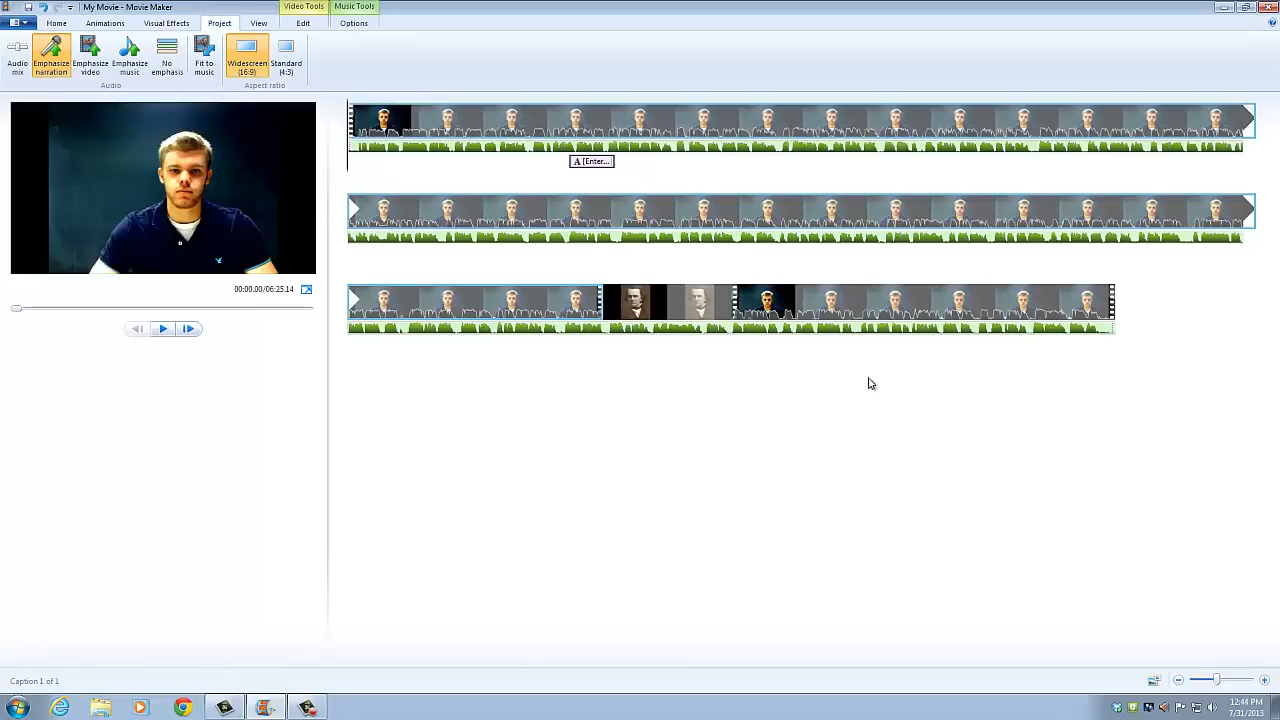 My Movie - Movie Maker
Video Tools
Music Tools
Home
Animations
Visual Effects
Project
View
Edit
Options
Audio mix
Emphasize narration
Emphasize video
Emphasize music
No emphasis
Fit to music
Widescreen (16:9)
Standard (4:3)
Audio
Aspect ratio
A [Enter...
00:00.00/06:25.14
Caption 1 of 1
12:44 PM
7/31/2013